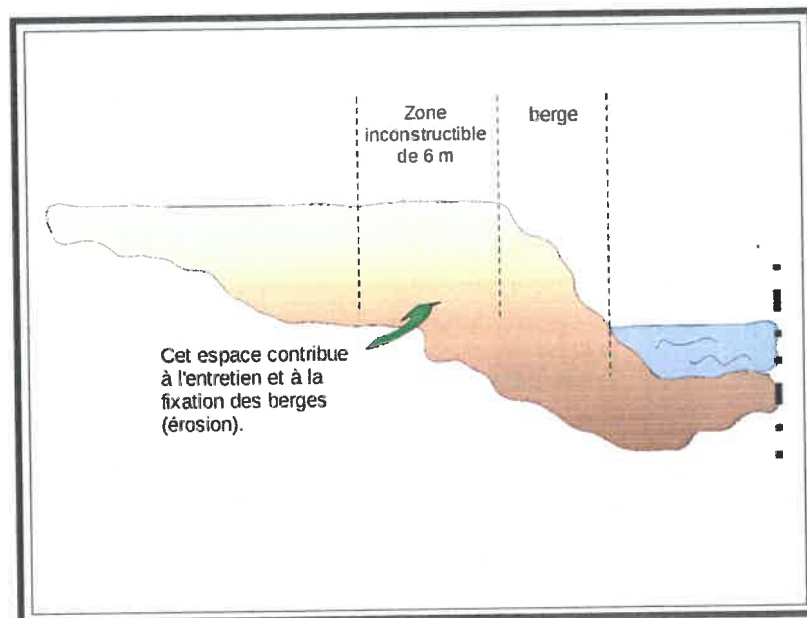 Zone
inconstructible
de 6 m
berge
Cet espace contribue
à l'entretien et à la
fixation des berges
(érosion).